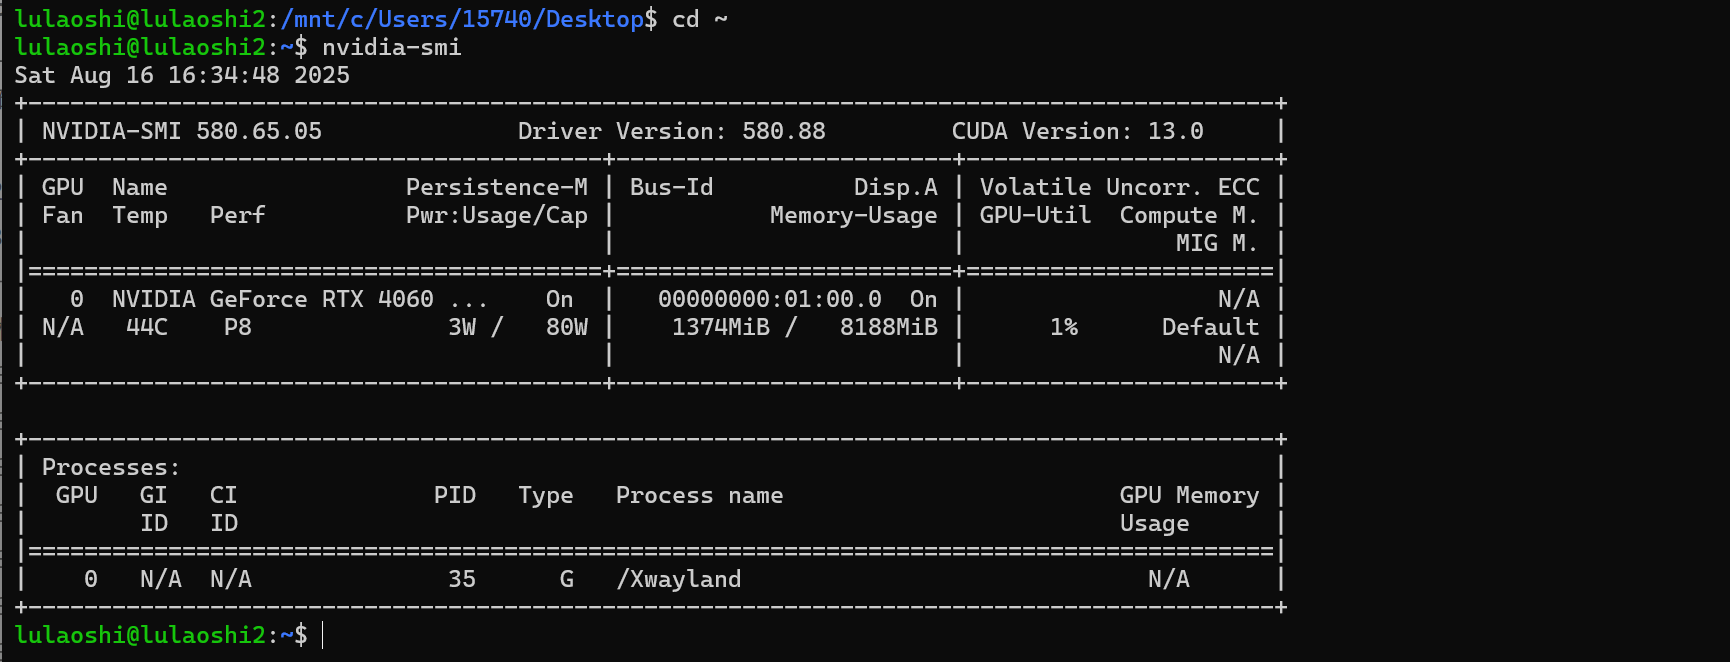 lulaoshi@lulaoshi2:/mnt/c/Users/15740/Desktop$ cd ~
lulaoshi@lulaoshi2:~$ nvidia-smi
Sat Aug 16 16:34:48 2025
+-----------------------------------------------------------------------------------------+
| NVIDIA-SMI 580.65.05              Driver Version: 580.88         CUDA Version: 13.0     |
+-----------------------------------------+------------------------+----------------------+
| GPU  Name                 Persistence-M | Bus-Id          Disp.A | Volatile Uncorr. ECC |
| Fan  Temp   Perf          Pwr:Usage/Cap |           Memory-Usage | GPU-Util  Compute M. |
|                                         |                        |               MIG M. |
|=========================================+========================+======================|
|   0  NVIDIA GeForce RTX 4060 ...    On  |   00000000:01:00.0  On |                  N/A |
| N/A   44C    P8              3W /   80W |    1374MiB /   8188MiB |      1%      Default |
|                                         |                        |                  N/A |
+-----------------------------------------+------------------------+----------------------+

+-----------------------------------------------------------------------------------------+
| Processes:                                                                              |
|  GPU   GI   CI              PID   Type   Process name                        GPU Memory |
|        ID   ID                                                               Usage      |
|=========================================================================================|
|    0   N/A  N/A              35      G   /Xwayland                             N/A      |
+-----------------------------------------------------------------------------------------+
lulaoshi@lulaoshi2:~$